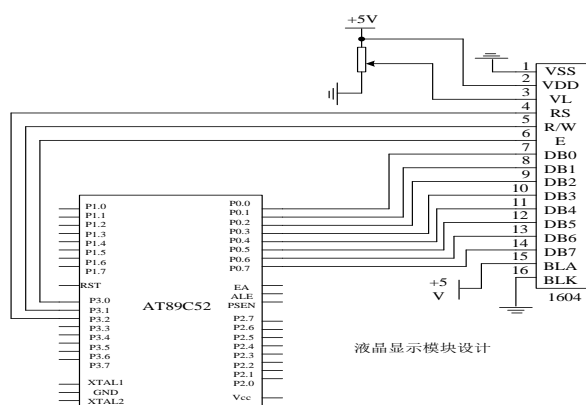 +5V
1 VSS
2 VDD
3 VL
4 RS
5 R/W
6 E
7 DB0
8 DB1
9 DB2
10 DB3
11 DB4
12 DB5
13 DB6
14 DB7
15 BLA
16 BLK
1604
+5
V
P1.0
P1.1
P1.2
P1.3
P1.4
P1.5
P1.6
P1.7
RST
P3.0
P3.1
P3.2
P3.3
P3.4
P3.5
P3.6
P3.7
XTAL1
GND
XTAL2
AT89C52
P0.0
P0.1
P0.2
P0.3
P0.4
P0.5
P0.6
P0.7
EA
ALE
PSEN
P2.7
P2.6
P2.5
P2.4
P2.3
P2.2
P2.1
P2.0
Vcc
液晶显示模块设计